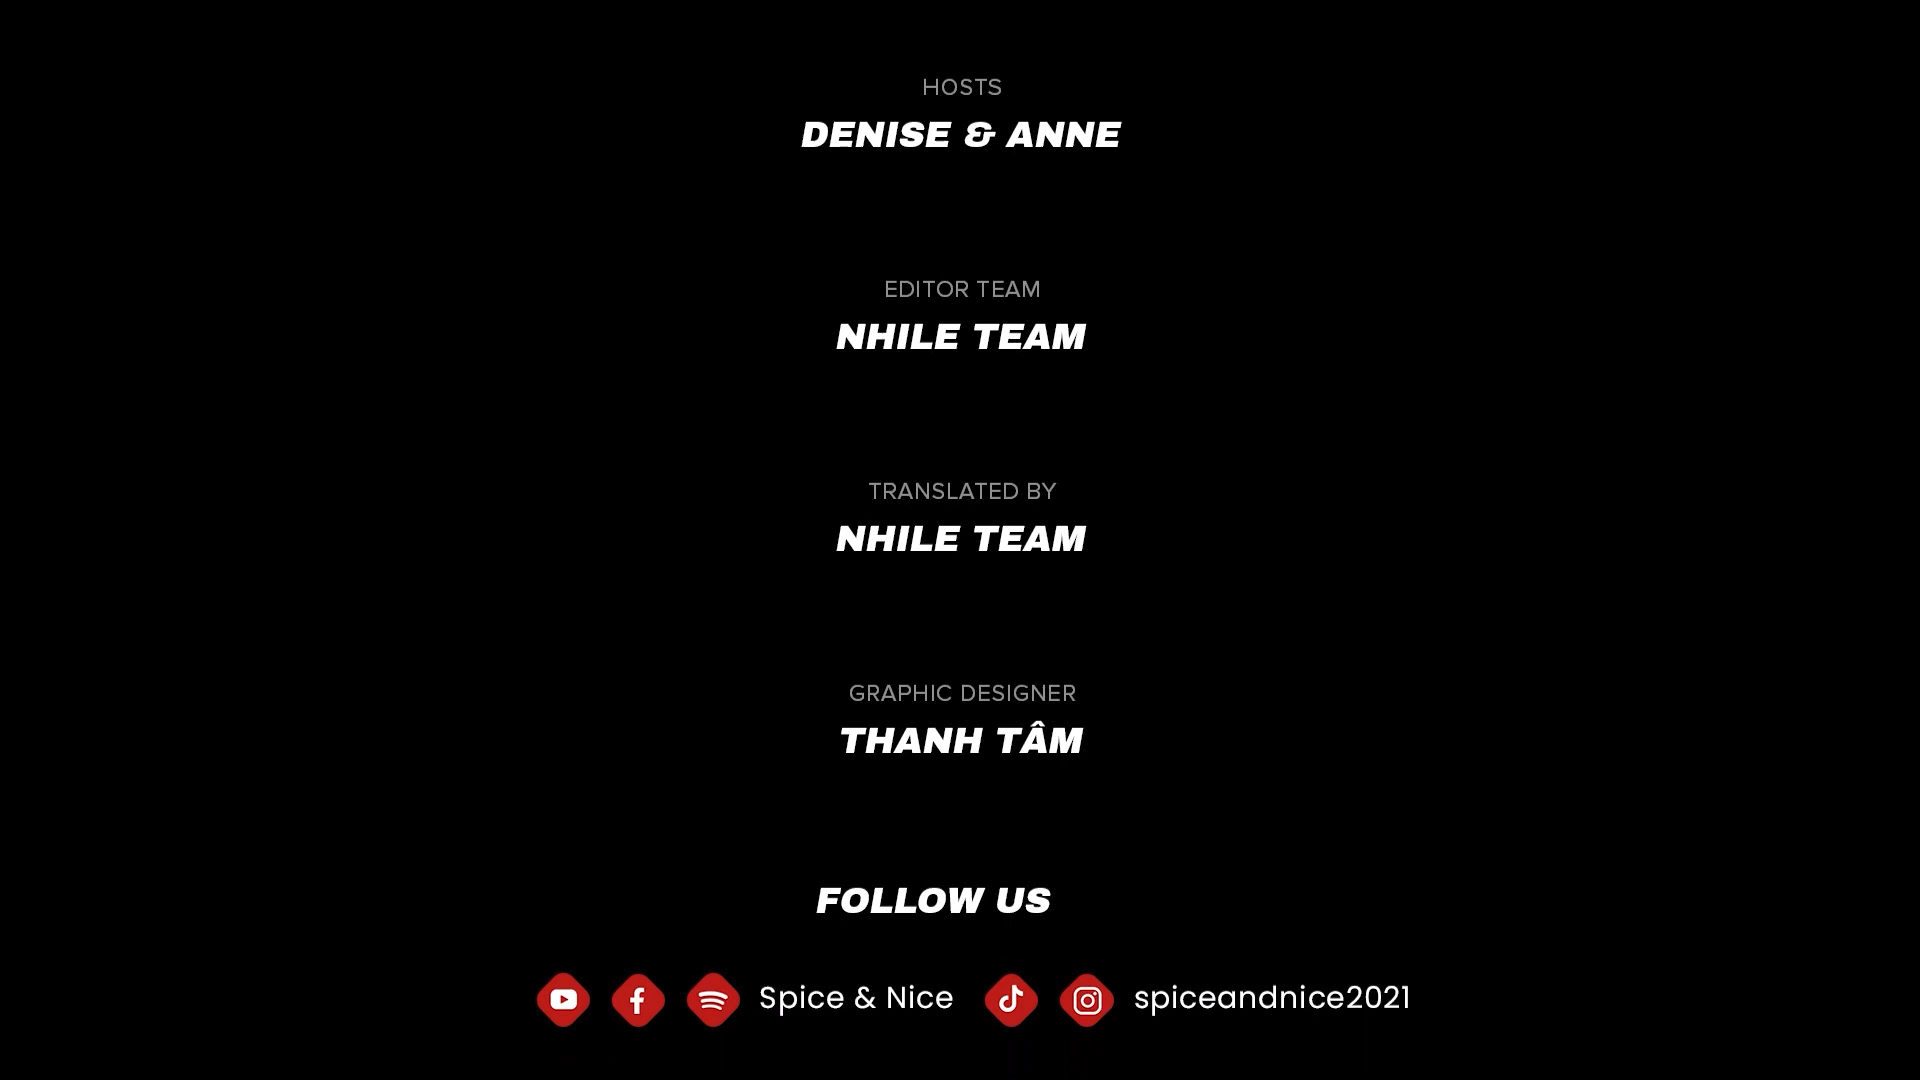 HOSTS
DENISE & ANNE
EDITOR TEAM
NHILE TEAM
TRANSLATED BY
NHILE TEAM
GRAPHIC DESIGNER
THANH TÂM
FOLLOW US
Spice & Nice spiceandnice2021